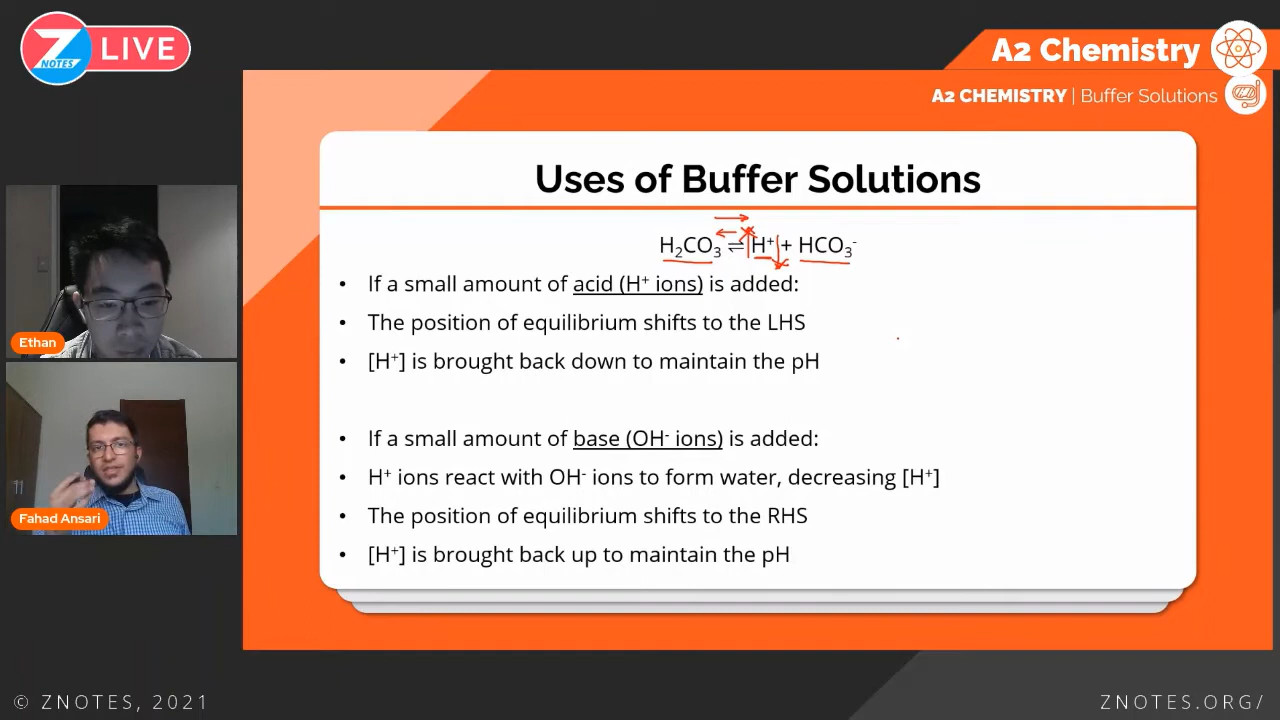 Z NOTES LIVE
A2 Chemistry
A2 CHEMISTRY | Buffer Solutions
Uses of Buffer Solutions
H₂CO₃ ⇌ H⁺ + HCO₃⁻
• If a small amount of acid (H⁺ ions) is added:
• The position of equilibrium shifts to the LHS
• [H⁺] is brought back down to maintain the pH
• If a small amount of base (OH⁻ ions) is added:
• H⁺ ions react with OH⁻ ions to form water, decreasing [H⁺]
• The position of equilibrium shifts to the RHS
• [H⁺] is brought back up to maintain the pH
Ethan
Fahad Ansari
© ZNOTES, 2021
ZNOTES.ORG/